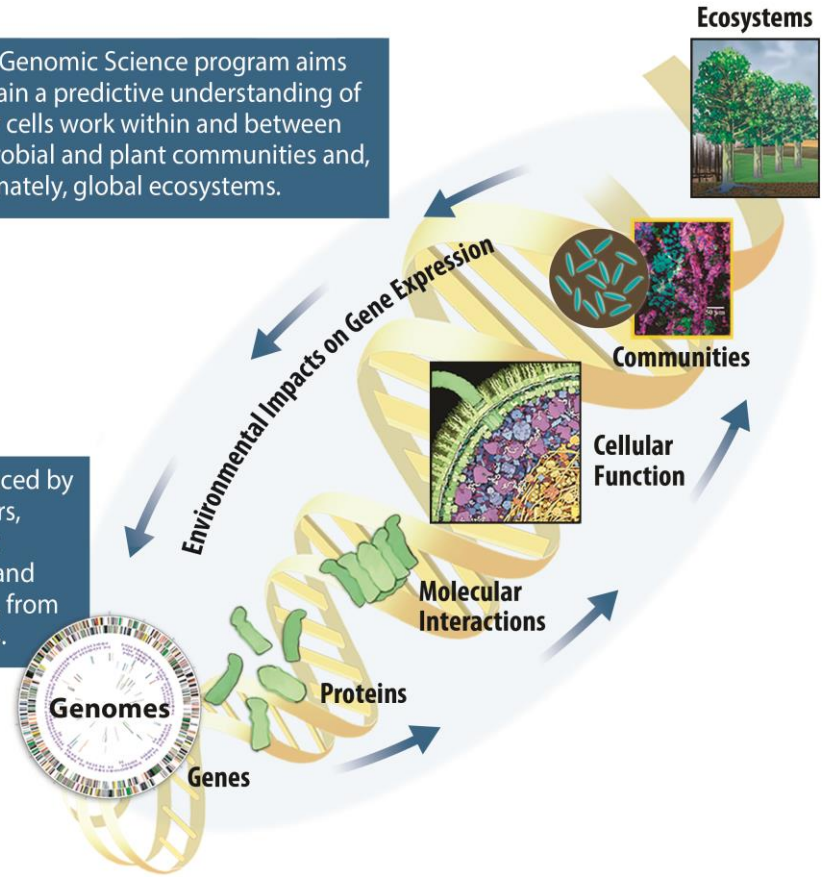 Ecosystems
Genomic Science program aims
ain a predictive understanding of
cells work within and between
robial and plant communities and,
mately, global ecosystems.
Environmental Impacts on Gene Expression
Communities
Cellular
Function
ced by
rs,
and
from
Molecular
Interactions
Proteins
Genomes
Genes